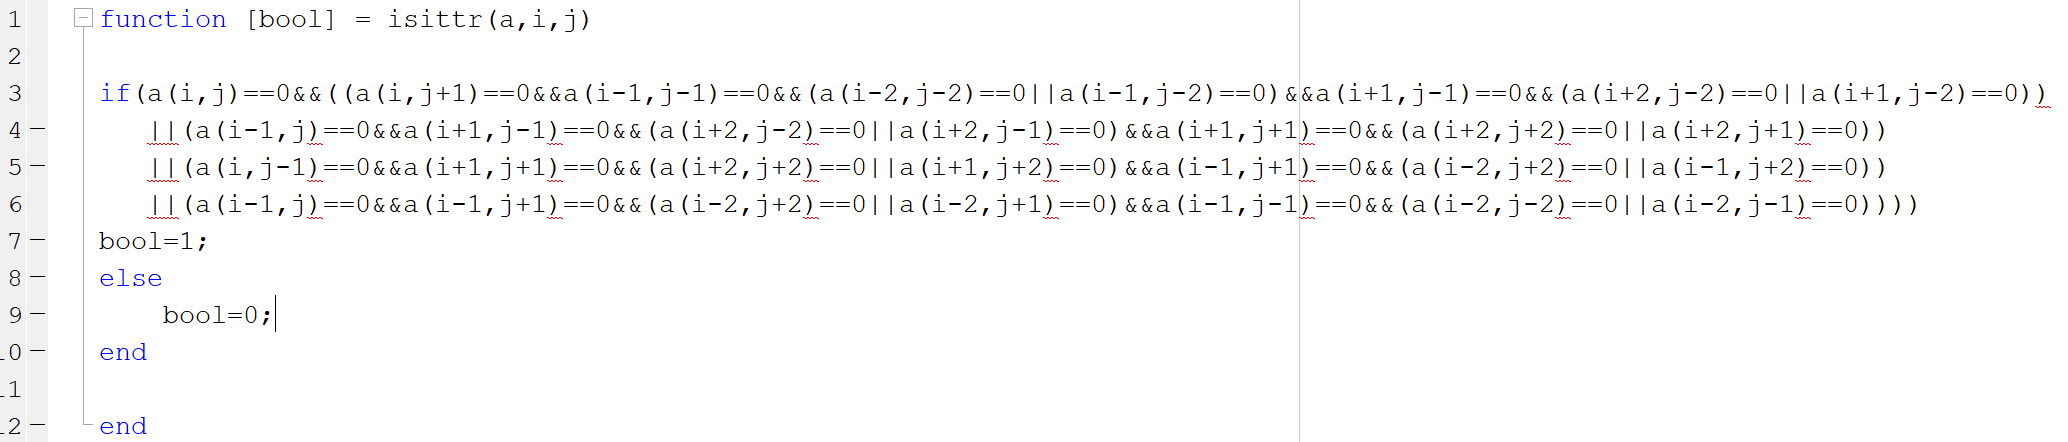 1 function [bool] = isittr(a,i,j)
2
3 if(a(i,j)==0&&((a(i,j+1)==0&&a(i-1,j-1)==0&&(a(i-2,j-2)==0||a(i-1,j-2)==0)&&a(i+1,j-1)==0&&(a(i+2,j-2)==0||a(i+1,j-2)==0))
4 ||(a(i-1,j)==0&&a(i+1,j-1)==0&&(a(i+2,j-2)==0||a(i+2,j-1)==0)&&a(i+1,j+1)==0&&(a(i+2,j+2)==0||a(i+2,j+1)==0))
5 ||(a(i,j-1)==0&&a(i+1,j+1)==0&&(a(i+2,j+2)==0||a(i+1,j+2)==0)&&a(i-1,j+1)==0&&(a(i-2,j+2)==0||a(i-1,j+2)==0))
6 ||(a(i-1,j)==0&&a(i-1,j+1)==0&&(a(i-2,j+2)==0||a(i-2,j+1)==0)&&a(i-1,j-1)==0&&(a(i-2,j-2)==0||a(i-2,j-1)==0))))
7 bool=1;
8 else
9 bool=0;
10 end
11
12 end